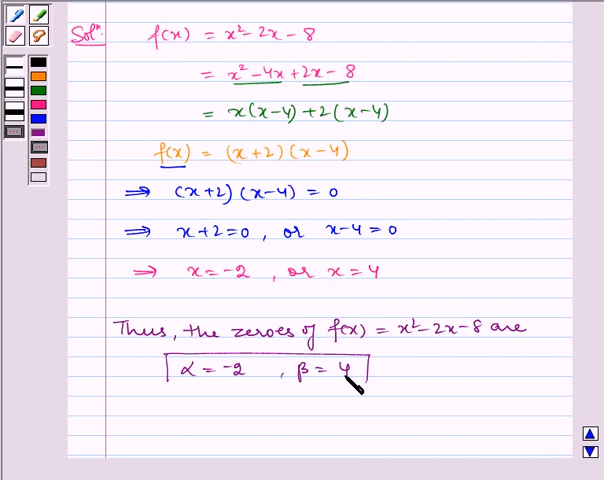 Solⁿ. f(x) = x² - 2x - 8
= x² - 4x + 2x - 8
= x(x-4) + 2(x-4)
f(x) = (x+2)(x-4)
⇒ (x+2)(x-4) = 0
⇒ x+2=0, or x-4=0
⇒ x=-2, or x=4
Thus, the zeroes of f(x) = x²-2x-8 are
α = -2, β = 4